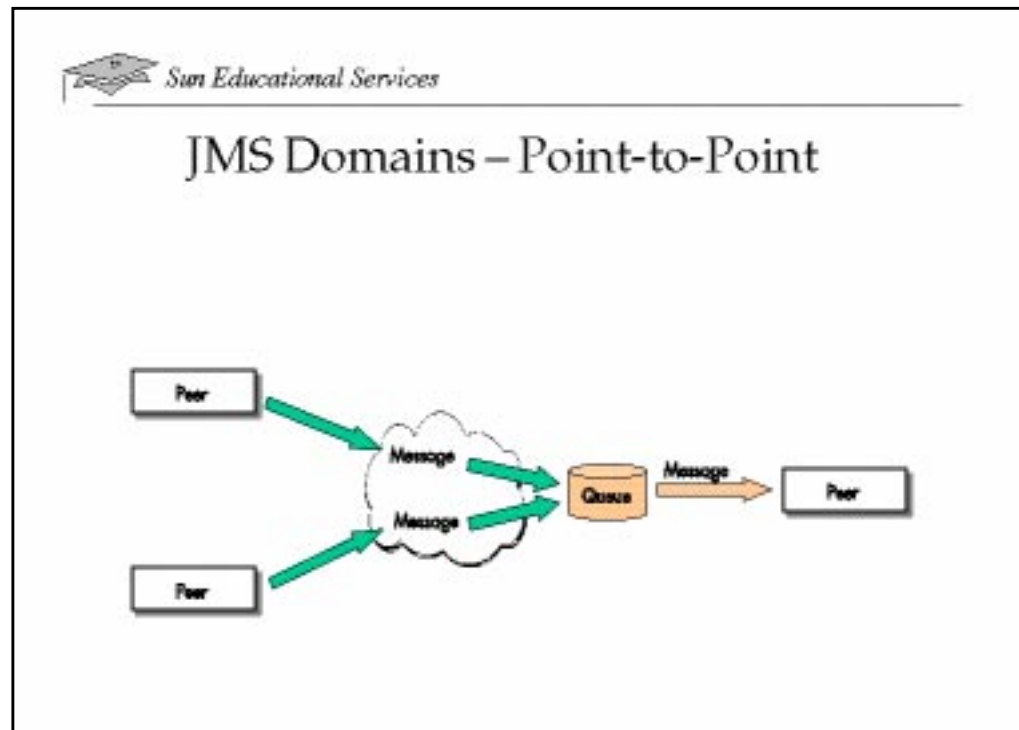 Sun Educational Services
JMS Domains – Point-to-Point
Peer
Message
Message
Queue
Message
Peer
Peer